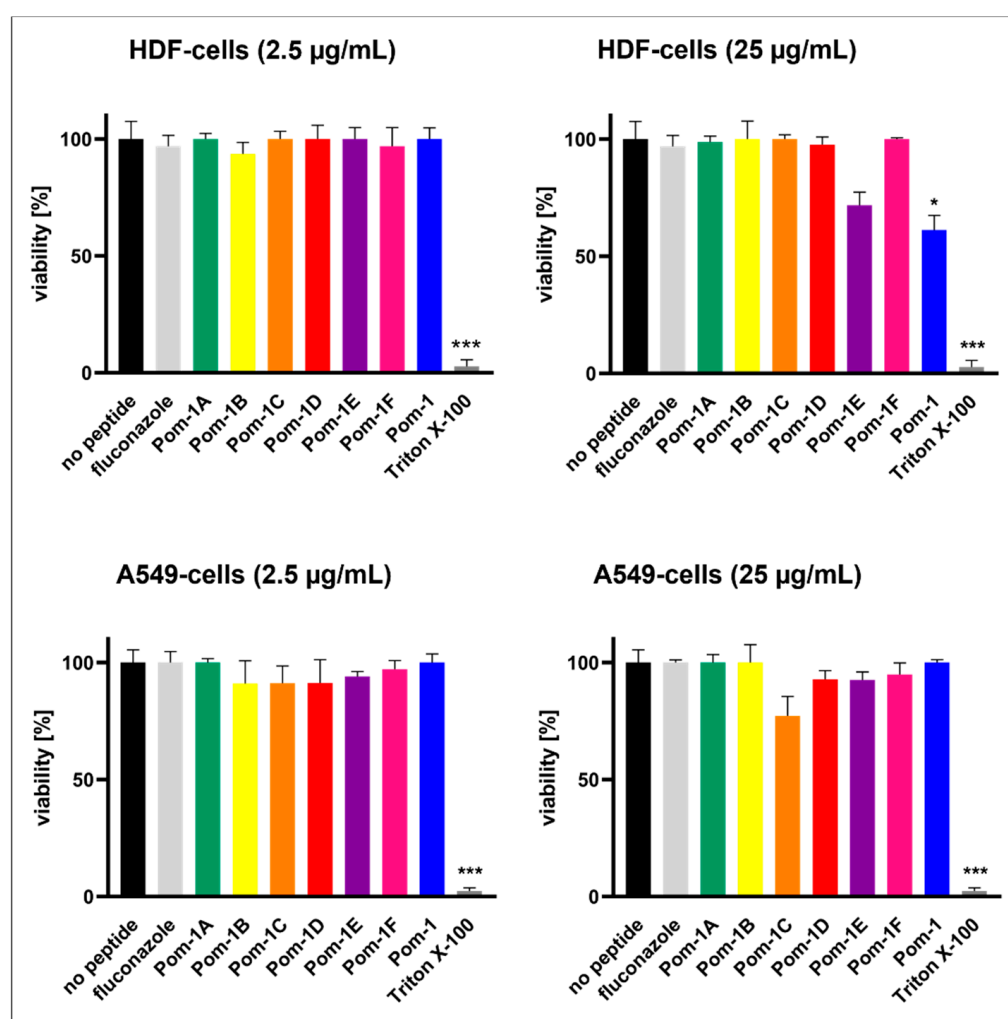 HDF-cells (2.5 µg/mL)
viability [%]
100
50
0
***
no peptide
fluconazole
Pom-1A
Pom-1B
Pom-1C
Pom-1D
Pom-1E
Pom-1F
Pom-1
Triton X-100
HDF-cells (25 µg/mL)
viability [%]
100
50
0
*
***
no peptide
fluconazole
Pom-1A
Pom-1B
Pom-1C
Pom-1D
Pom-1E
Pom-1F
Pom-1
Triton X-100
A549-cells (2.5 µg/mL)
viability [%]
100
50
0
***
no peptide
fluconazole
Pom-1A
Pom-1B
Pom-1C
Pom-1D
Pom-1E
Pom-1F
Pom-1
Triton X-100
A549-cells (25 µg/mL)
viability [%]
100
50
0
***
no peptide
fluconazole
Pom-1A
Pom-1B
Pom-1C
Pom-1D
Pom-1E
Pom-1F
Pom-1
Triton X-100